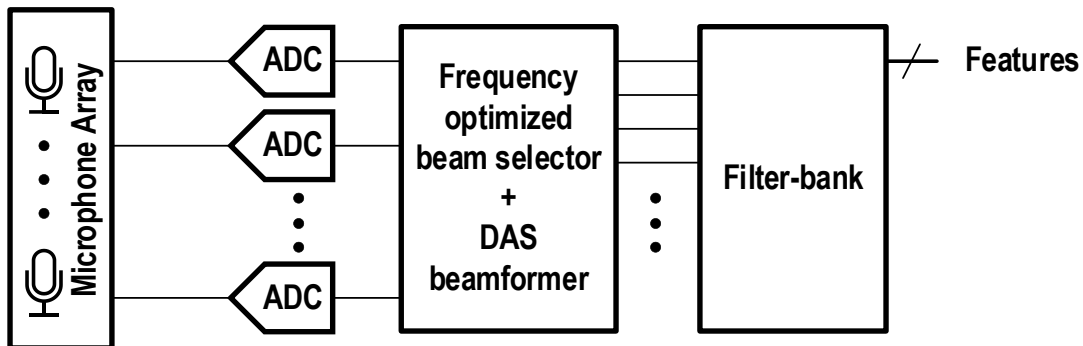 Microphone Array
ADC
ADC
ADC
Frequency
optimized
beam selector
+
DAS
beamformer
Filter-bank
Features